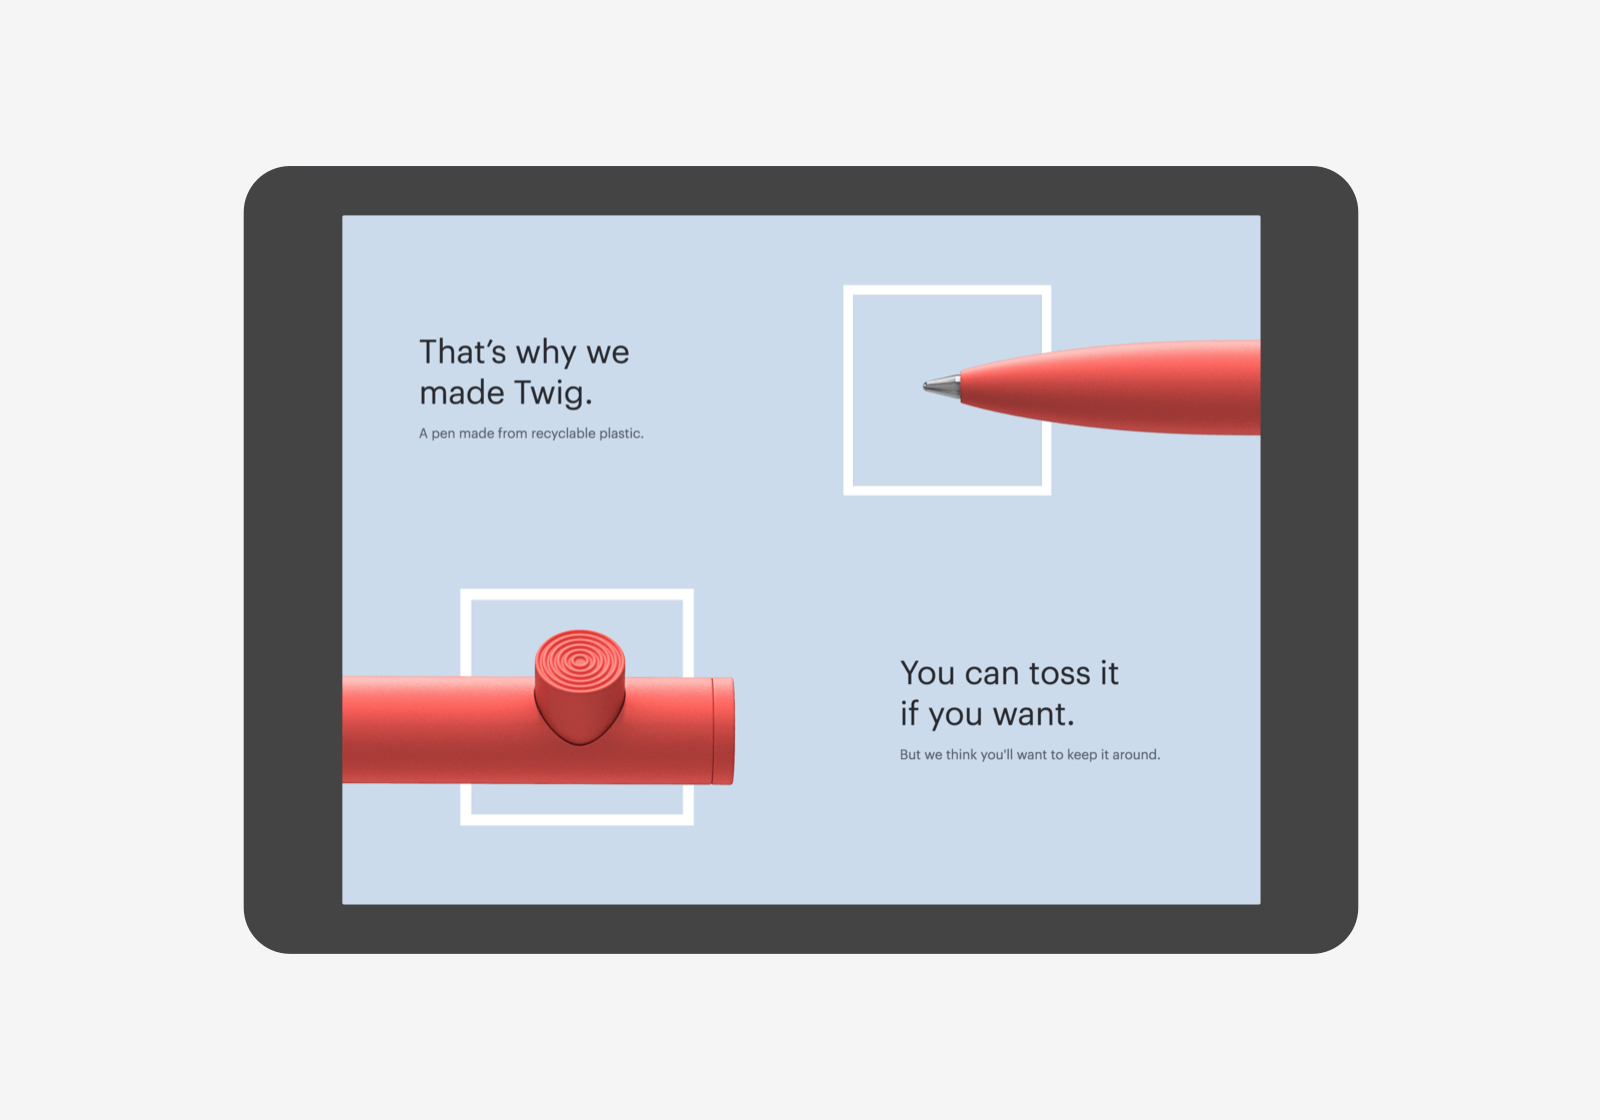 That’s why we
made Twig.
A pen made from recyclable plastic.
You can toss it
if you want.
But we think you'll want to keep it around.